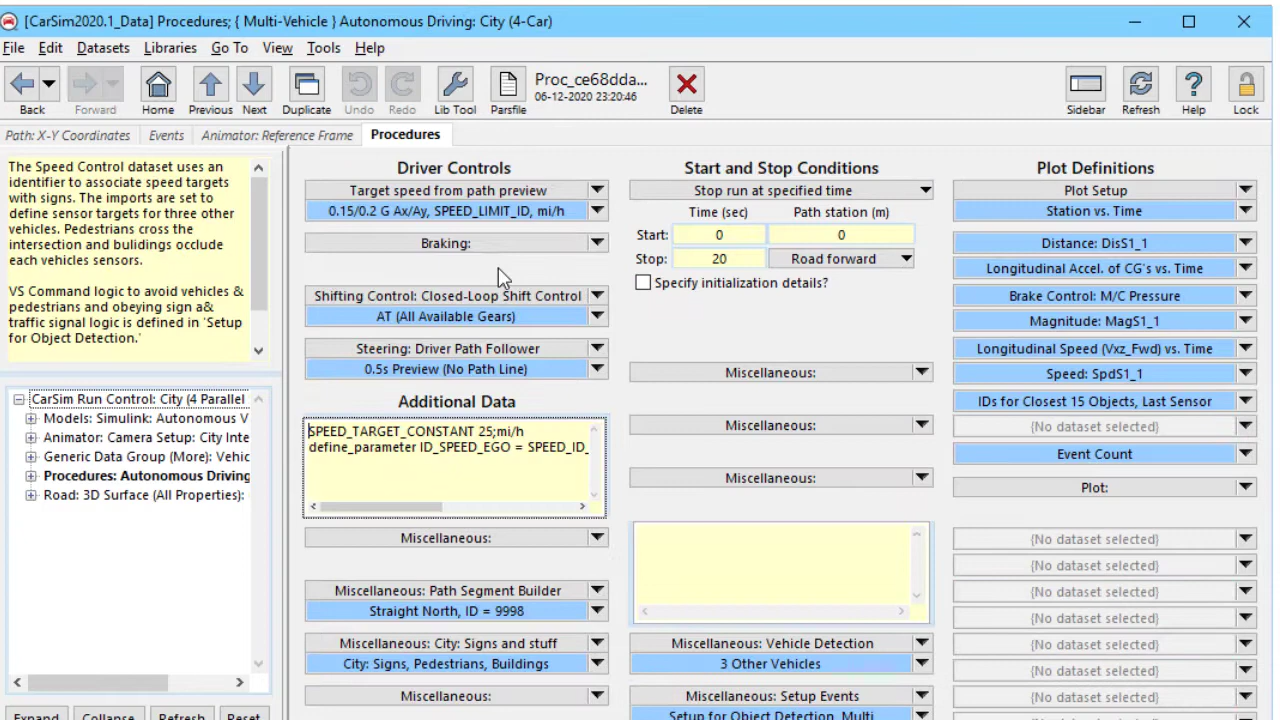 [CarSim2020.1_Data] Procedures; { Multi-Vehicle } Autonomous Driving: City (4-Car)
File Edit Datasets Libraries Go To View Tools Help
Proc_ce68dda...
06-12-2020 23:20:46
Back Forward Home Previous Next Duplicate Undo Redo Lib Tool Parsfile Delete Sidebar Refresh Help Lock
Path: X-Y Coordinates Events Animator: Reference Frame Procedures
The Speed Control dataset uses an
identifier to associate speed targets
with signs. The imports are set to
define sensor targets for three other
vehicles. Pedestrians cross the
intersection and buildings occlude
each vehicles sensors.
VS Command logic to avoid vehicles &
pedestrians and obeying sign a&
traffic signal logic is defined in 'Setup
for Object Detection.'
CarSim Run Control: City (4 Parallel
Models: Simulink: Autonomous V
Animator: Camera Setup: City Inte
Generic Data Group (More): Vehic
Procedures: Autonomous Driving
Road: 3D Surface (All Properties):
Expand Collapse Refresh Reset
Driver Controls
Target speed from path preview
0.15/0.2 G Ax/Ay, SPEED_LIMIT_ID, mi/h
Braking:
Shifting Control: Closed-Loop Shift Control
AT (All Available Gears)
Steering: Driver Path Follower
0.5s Preview (No Path Line)
Additional Data
SPEED_TARGET_CONSTANT 25;mi/h
define_parameter ID_SPEED_EGO = SPEED_ID_
Miscellaneous:
Miscellaneous: Path Segment Builder
Straight North, ID = 9998
Miscellaneous: City: Signs and stuff
City: Signs, Pedestrians, Buildings
Miscellaneous:
Start and Stop Conditions
Stop run at specified time
Time (sec) Path station (m)
Start: 0 0
Stop: 20 Road forward
Specify initialization details?
Miscellaneous:
Miscellaneous:
Miscellaneous:
Miscellaneous: Vehicle Detection
3 Other Vehicles
Miscellaneous: Setup Events
Setup for Object Detection, Multi
Plot Definitions
Plot Setup
Station vs. Time
Distance: DisS1_1
Longitudinal Accel. of CG's vs. Time
Brake Control: M/C Pressure
Magnitude: MagS1_1
Longitudinal Speed (Vxz_Fwd) vs. Time
Speed: SpdS1_1
IDs for Closest 15 Objects, Last Sensor
{No dataset selected}
Event Count
Plot:
{No dataset selected}
{No dataset selected}
{No dataset selected}
{No dataset selected}
{No dataset selected}
{No dataset selected}
{No dataset selected}